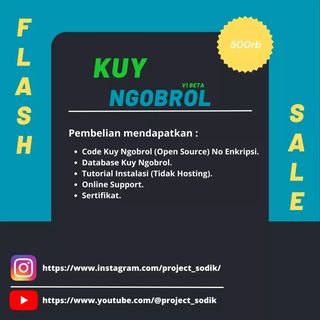 FLASH
500rb
KUY
V1 BETA
NGOBROL
SALE
Pembelian mendapatkan :
• Code Kuy Ngobrol (Open Source) No Enkripsi.
• Database Kuy Ngobrol.
• Tutorial Instalasi (Tidak Hosting).
• Online Support.
• Sertifikat.
https://www.instagram.com/project_sodik/
https://www.youtube.com/@project_sodik